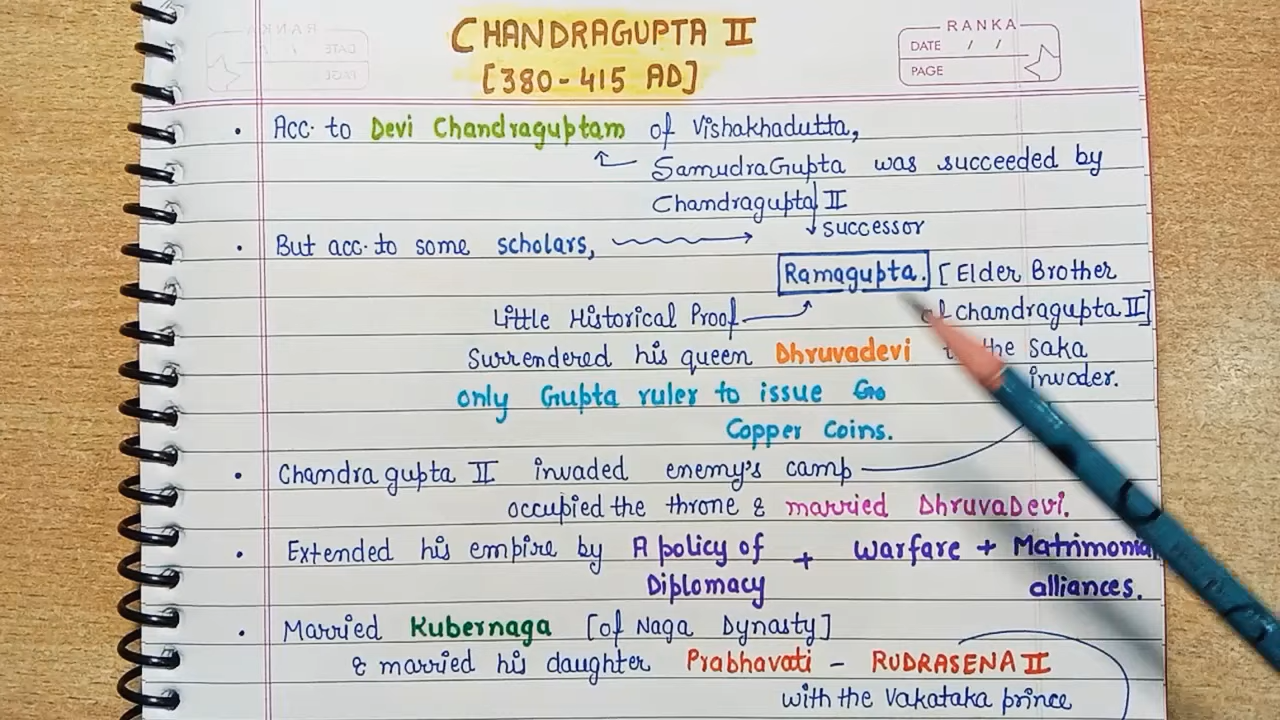 CHANDRAGUPTA II
[380-415 AD]
RANKA
DATE / /
PAGE
• Acc. to Devi Chandraguptam of Vishakhadutta,
SamudraGupta was succeeded by
Chandragupta II
successor
• But acc. to some scholars,
Ramagupta. [Elder Brother
of Chandragupta II]
Little Historical Proof
Surrendered his queen Dhruvadevi the saka
invader.
only Gupta ruler to issue
Copper Coins.
• Chandragupta II invaded enemy's camp
occupied the throne & married DhruvaDevi.
• Extended his empire by A policy of + Warfare + Matrimonial
Diplomacy alliances.
• Married Kubernaga [of Naga Dynasty]
& married his daughter Prabhavati - RUDRASENA II
with the Vakataka prince